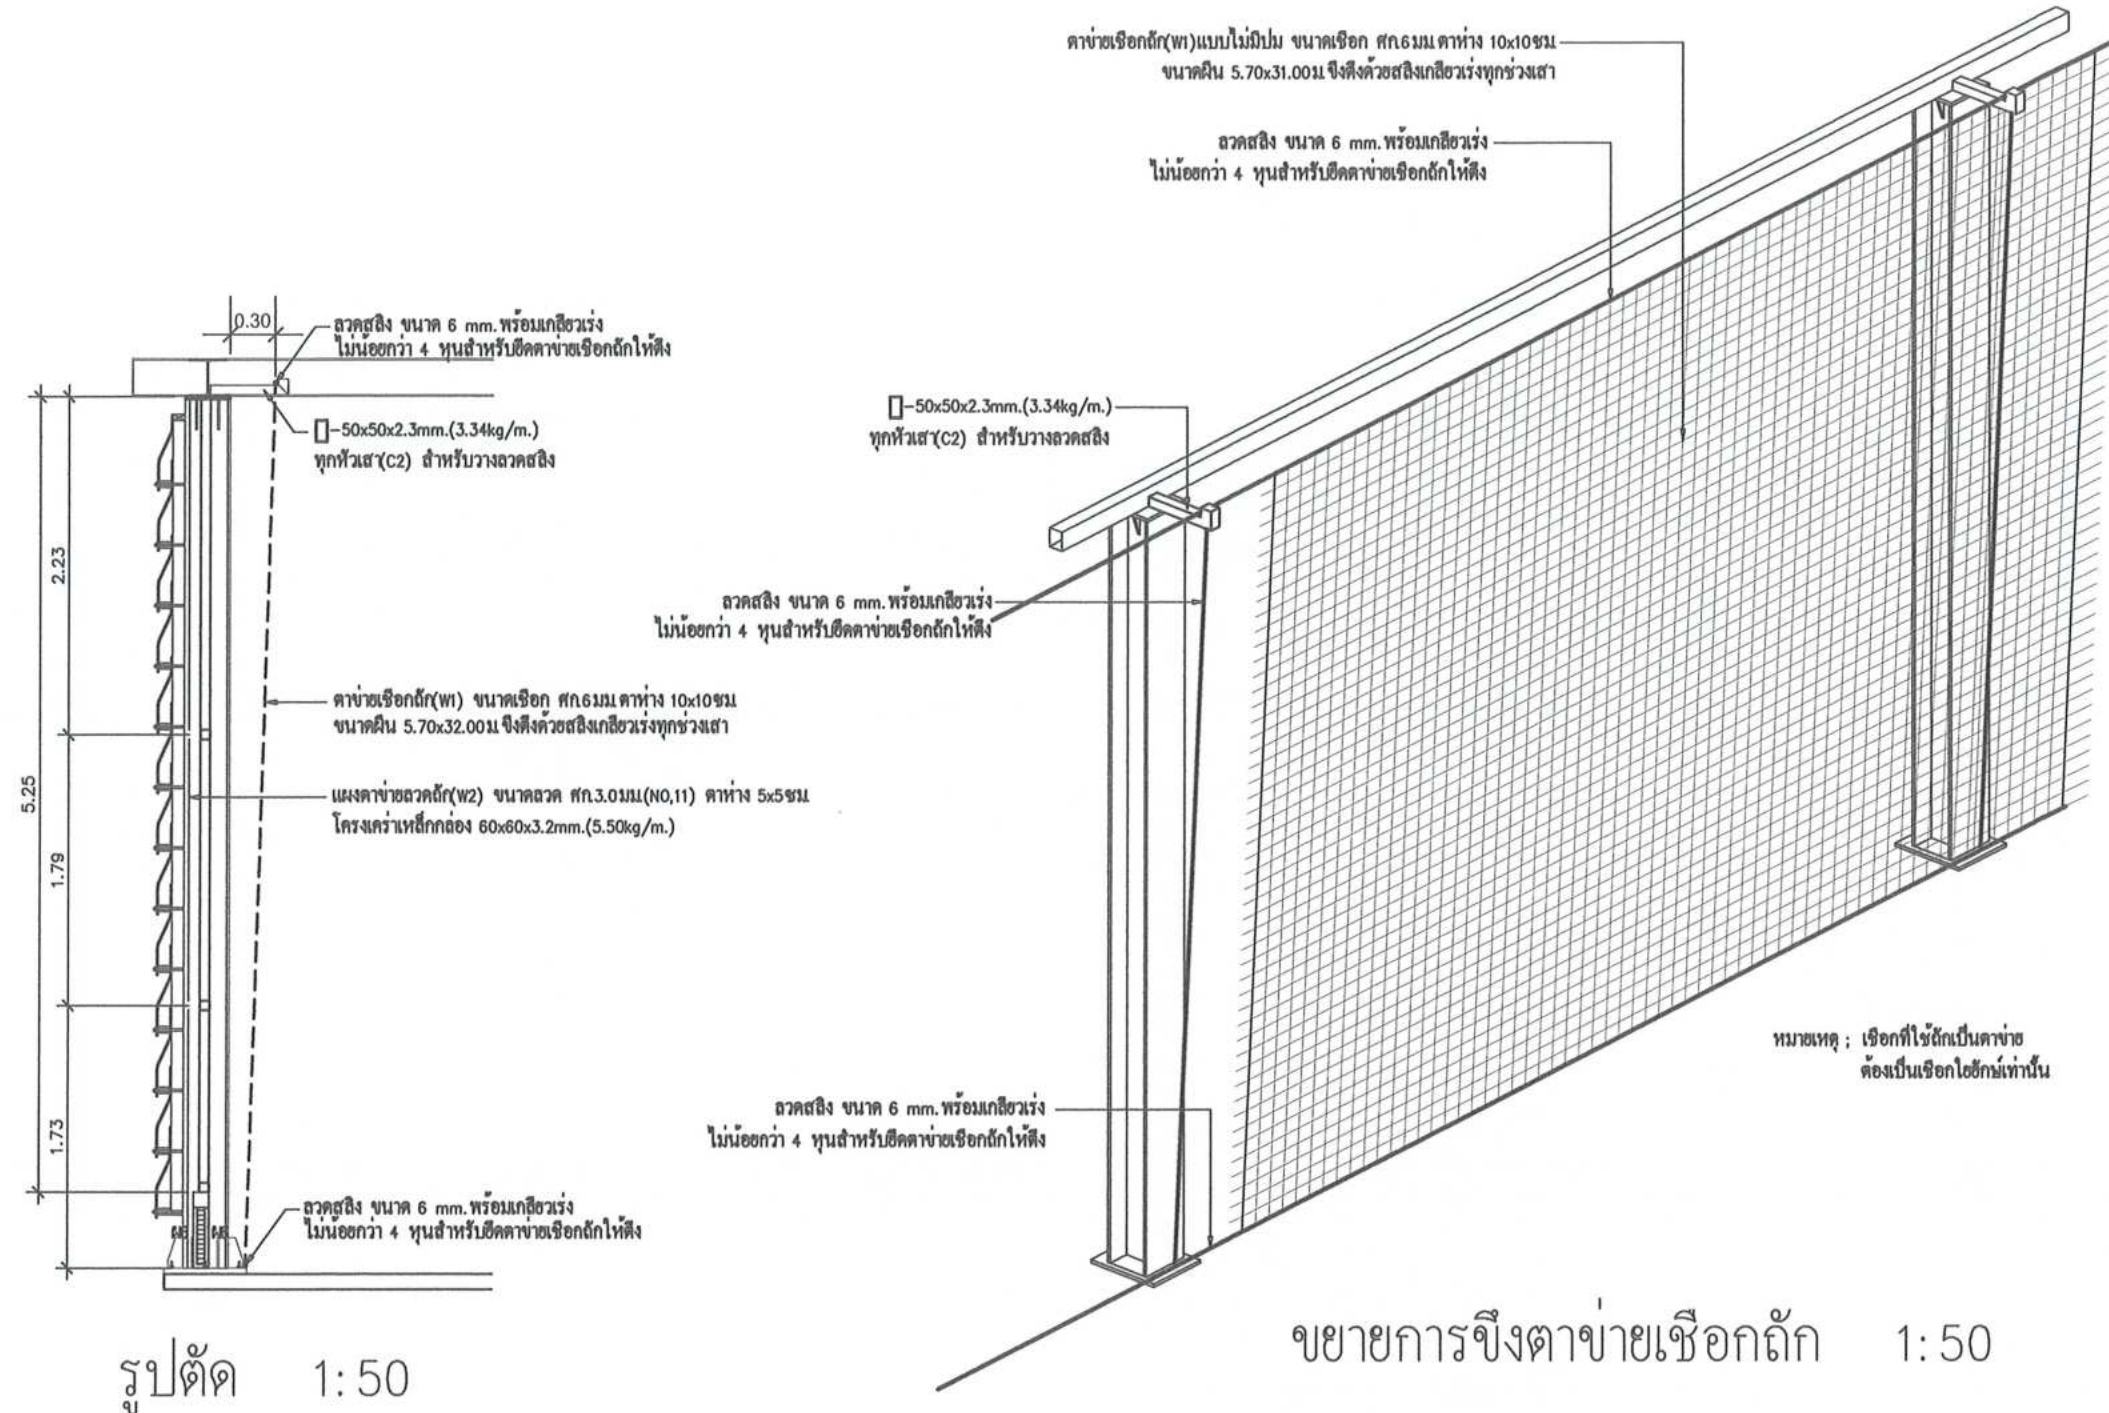 ตาข่ายเชือกถัก(W1)แบบไม่มีปม ขนาดเชือก ศก.6มม.ตาห่าง 10x10ซม.
ขนาดผืน 5.70x31.00ม.ขึงตึงด้วยสลิงเกลียวเร่งทุกช่วงเสา
ลวดสลิง ขนาด 6 mm.พร้อมเกลียวเร่ง
ไม่น้อยกว่า 4 หุนสำหรับยึดตาข่ายเชือกถักให้ตึง
0.30
ลวดสลิง ขนาด 6 mm.พร้อมเกลียวเร่ง
ไม่น้อยกว่า 4 หุนสำหรับยึดตาข่ายเชือกถักให้ตึง
-50x50x2.3mm.(3.34kg/m.)
ทุกหัวเสา(C2) สำหรับวางลวดสลิง
-50x50x2.3mm.(3.34kg/m.)
ทุกหัวเสา(C2) สำหรับวางลวดสลิง
2.23
ลวดสลิง ขนาด 6 mm.พร้อมเกลียวเร่ง
ไม่น้อยกว่า 4 หุนสำหรับยึดตาข่ายเชือกถักให้ตึง
ตาข่ายเชือกถัก(W1) ขนาดเชือก ศก.6มม.ตาห่าง 10x10ซม.
ขนาดผืน 5.70x32.00ม.ขึงตึงด้วยสลิงเกลียวเร่งทุกช่วงเสา
5.25
แผงตาข่ายลวดถัก(W2) ขนาดลวด ศก.3.0มม.(NO,11) ตาห่าง 5x5ซม.
โครงเคร่าเหล็กกล่อง 60x60x3.2mm.(5.50kg/m.)
1.79
หมายเหตุ ; เชือกที่ใช้ถักเป็นตาข่าย
ต้องเป็นเชือกใยยักษ์เท่านั้น
ลวดสลิง ขนาด 6 mm.พร้อมเกลียวเร่ง
ไม่น้อยกว่า 4 หุนสำหรับยึดตาข่ายเชือกถักให้ตึง
1.73
ลวดสลิง ขนาด 6 mm.พร้อมเกลียวเร่ง
ไม่น้อยกว่า 4 หุนสำหรับยึดตาข่ายเชือกถักให้ตึง
รูปตัด 1:50
ขยายการขึงตาข่ายเชือกถัก 1:50